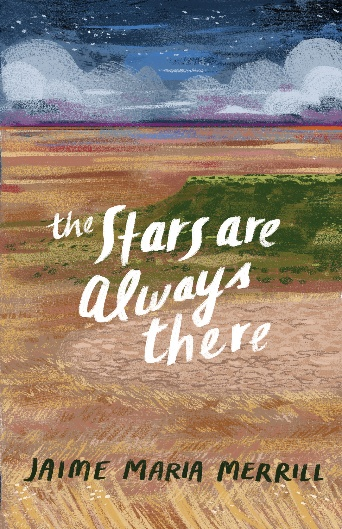 the Stars are
Always
there
JAIME MARIA MERRILL